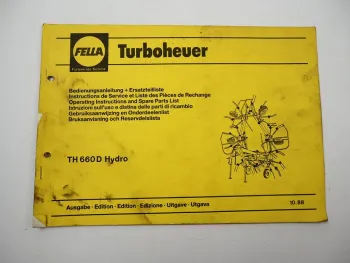 FELLA
Turboheuer
Bedienungsanleitung + Ersatzteilliste
Instructions de Service et Liste des Pièces de Rechange
Operating Instructions and Spare Parts List
Istruzioni sull'uso e distina delle parti di ricambio
Gebruiksaanwijzing en Onderdeelenlist
Bruksanvisning och Reservdelslista
TH 660 D Hydro
Ausgabe · Edition · Edition · Edizione · Uitgave · Utgava
10.88